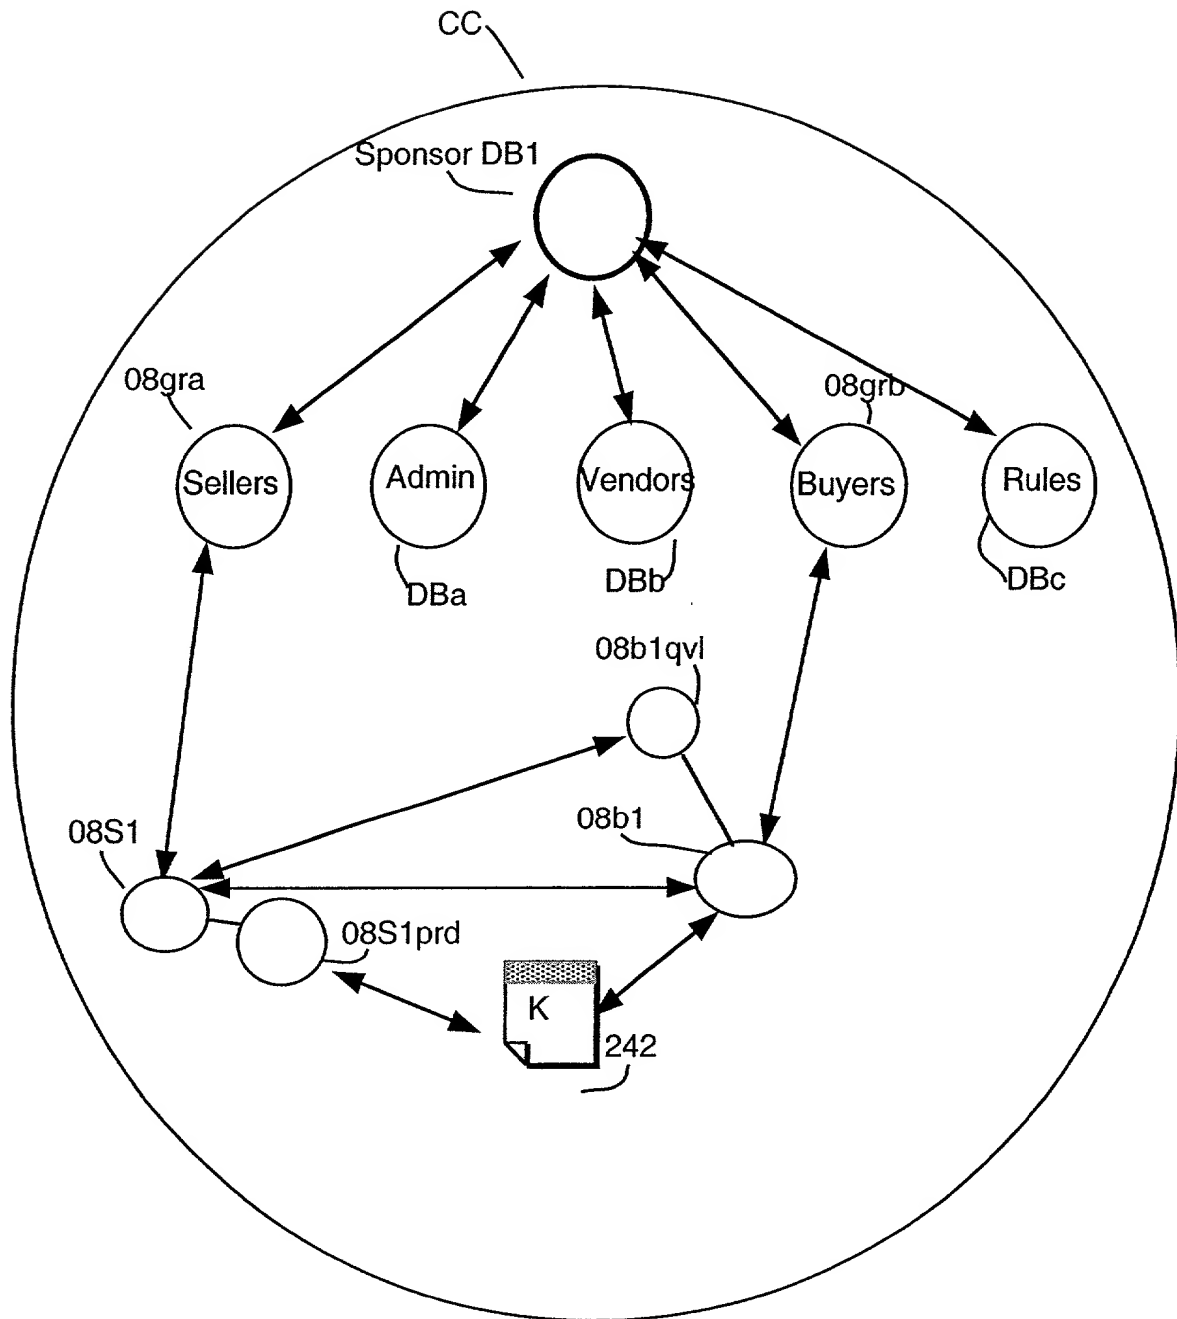 CC
Sponsor DB1
08gra
08grb
Sellers
Admin
Vendors
Buyers
Rules
DBa
DBb
DBc
08b1qvl
08S1
08b1
08S1prd
K
242